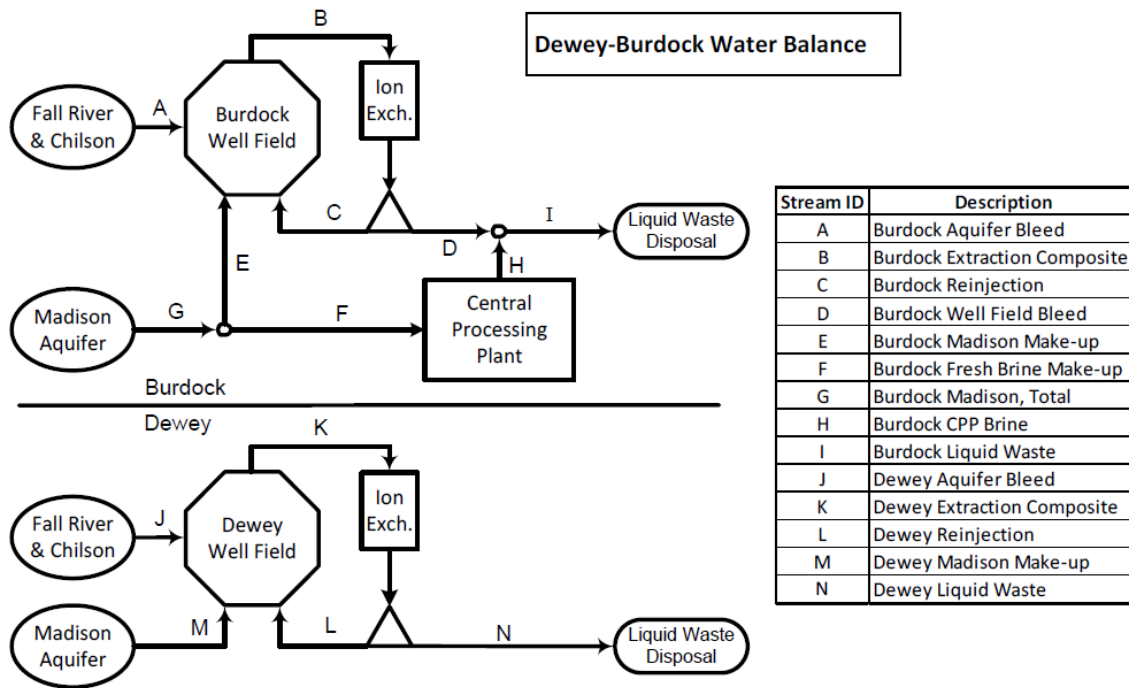 Dewey-Burdock Water Balance
B
Fall River
& Chilson
A
Burdock
Well Field
Ion
Exch.
C
D
I
Liquid Waste
Disposal
E
H
Madison
Aquifer
G
F
Central
Processing
Plant
Burdock
Dewey
K
Fall River
& Chilson
J
Dewey
Well Field
Ion
Exch.
Madison
Aquifer
M
L
N
Liquid Waste
Disposal
Stream ID Description
A Burdock Aquifer Bleed
B Burdock Extraction Composite
C Burdock Reinjection
D Burdock Well Field Bleed
E Burdock Madison Make-up
F Burdock Fresh Brine Make-up
G Burdock Madison, Total
H Burdock CPP Brine
I Burdock Liquid Waste
J Dewey Aquifer Bleed
K Dewey Extraction Composite
L Dewey Reinjection
M Dewey Madison Make-up
N Dewey Liquid Waste